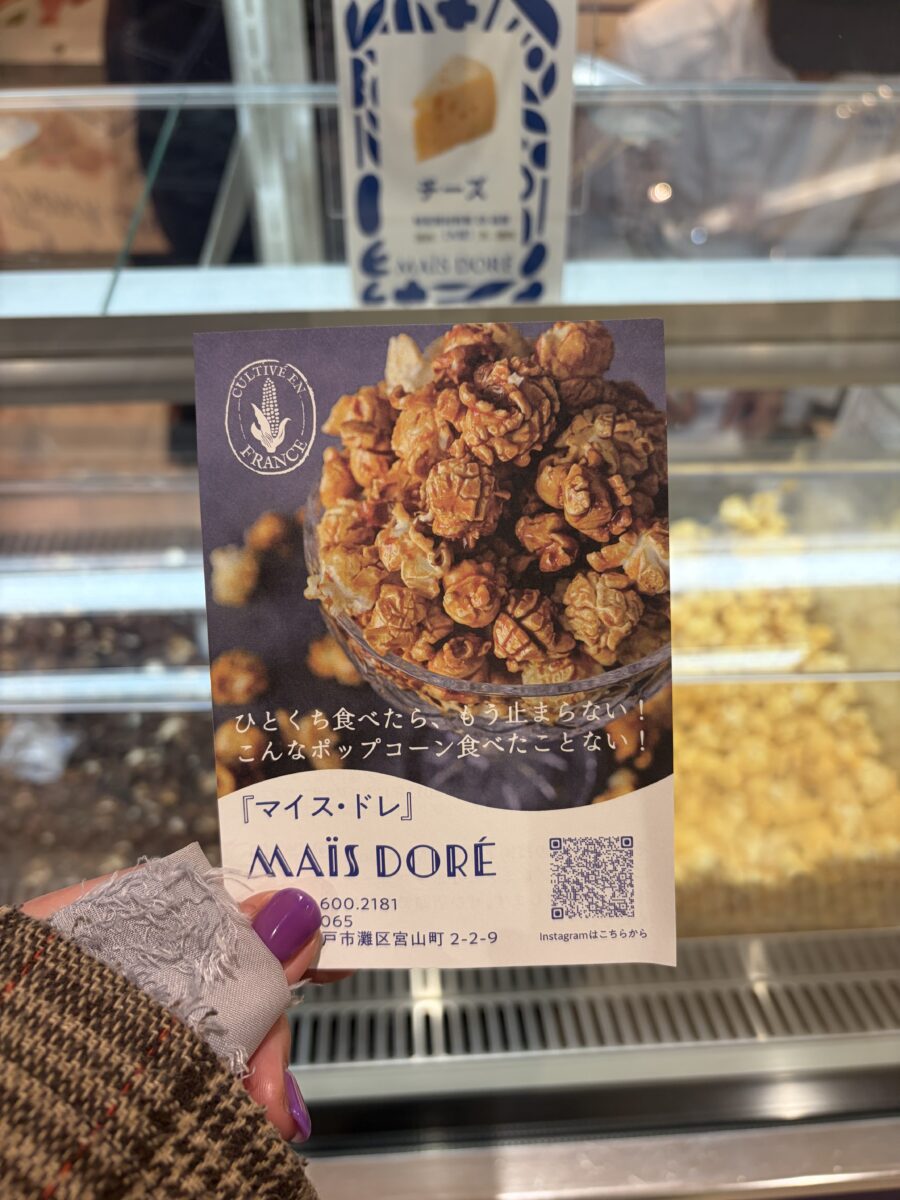 チーズ
MAÏS DORÉ
CULTIVÉ EN
FRANCE
ひとくち食べたら、もう止まらない！
こんなポップコーン食べたことない！
『マイス・ドレ』
MAÏS DORÉ
600.2181
065
戸市灘区宮山町 2-2-9
Instagramはこちらから